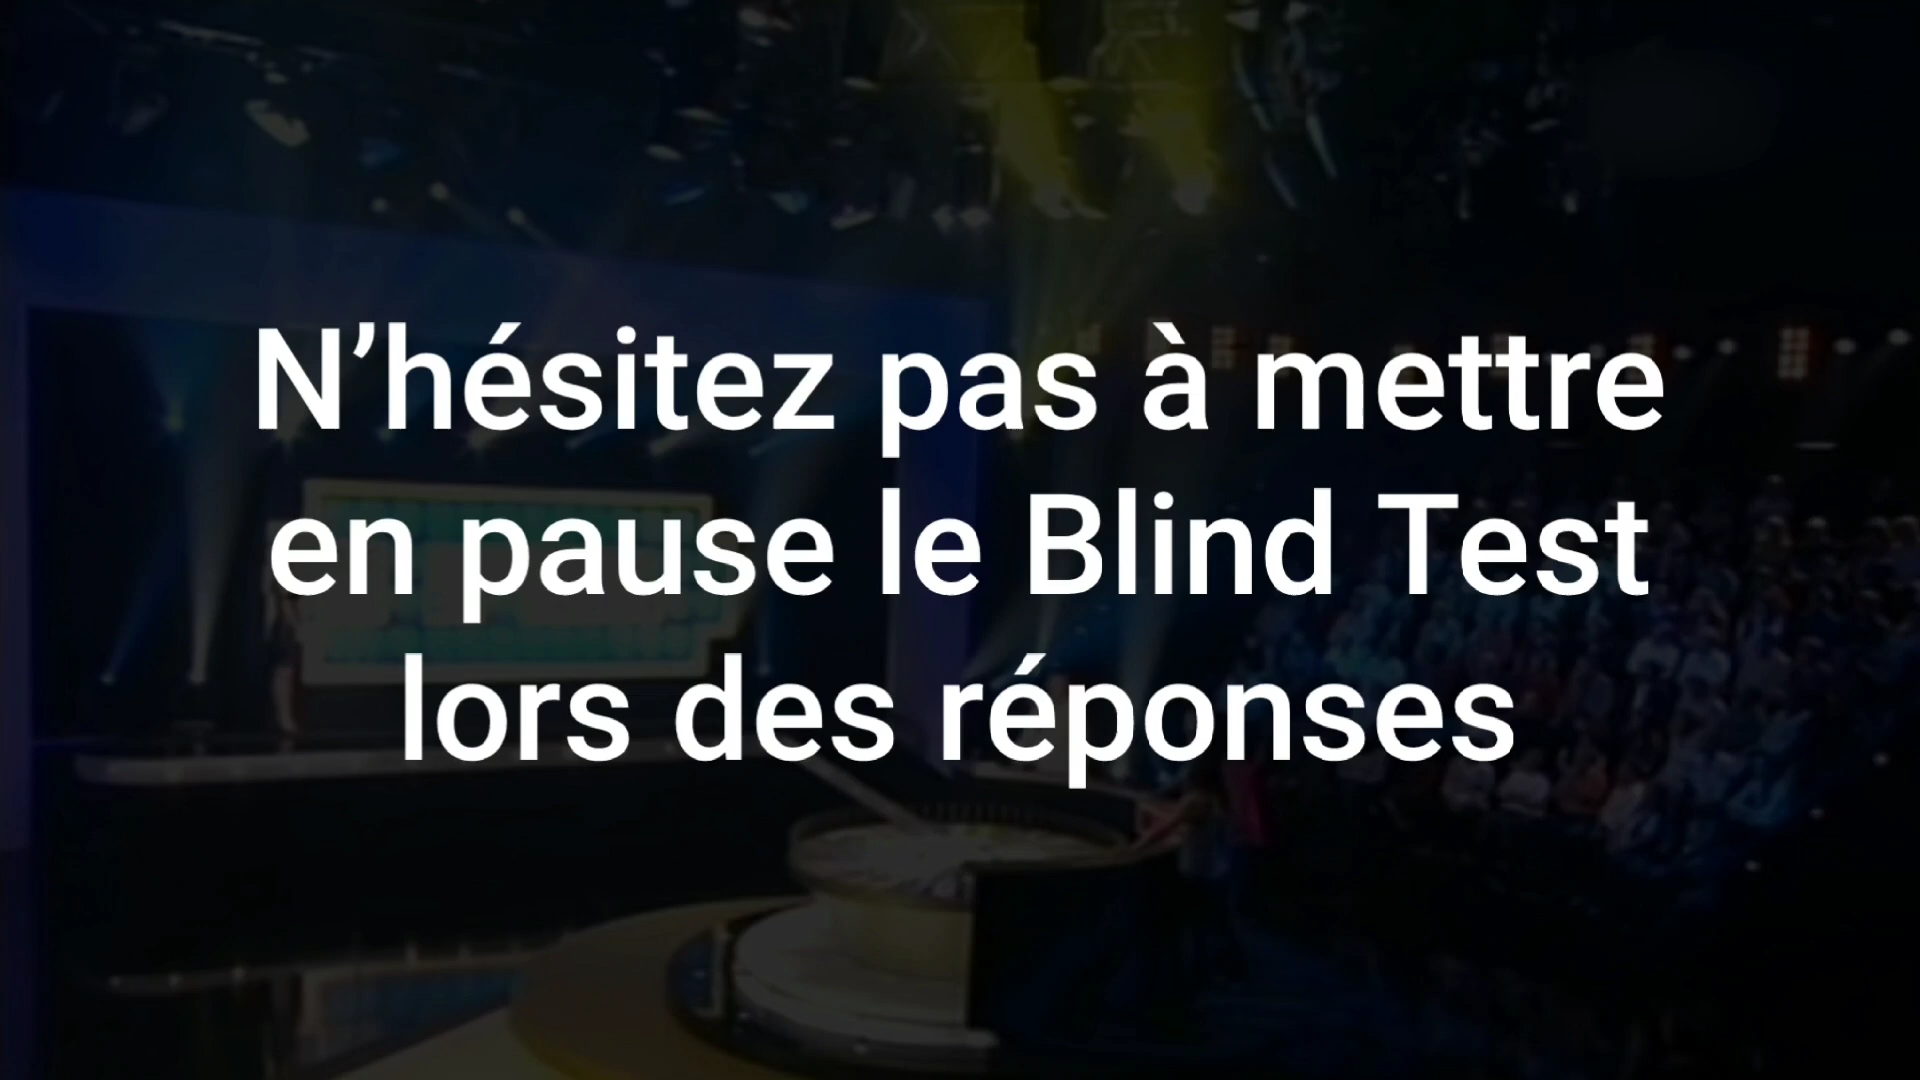 N’hésitez pas à mettre
en pause le Blind Test
lors des réponses